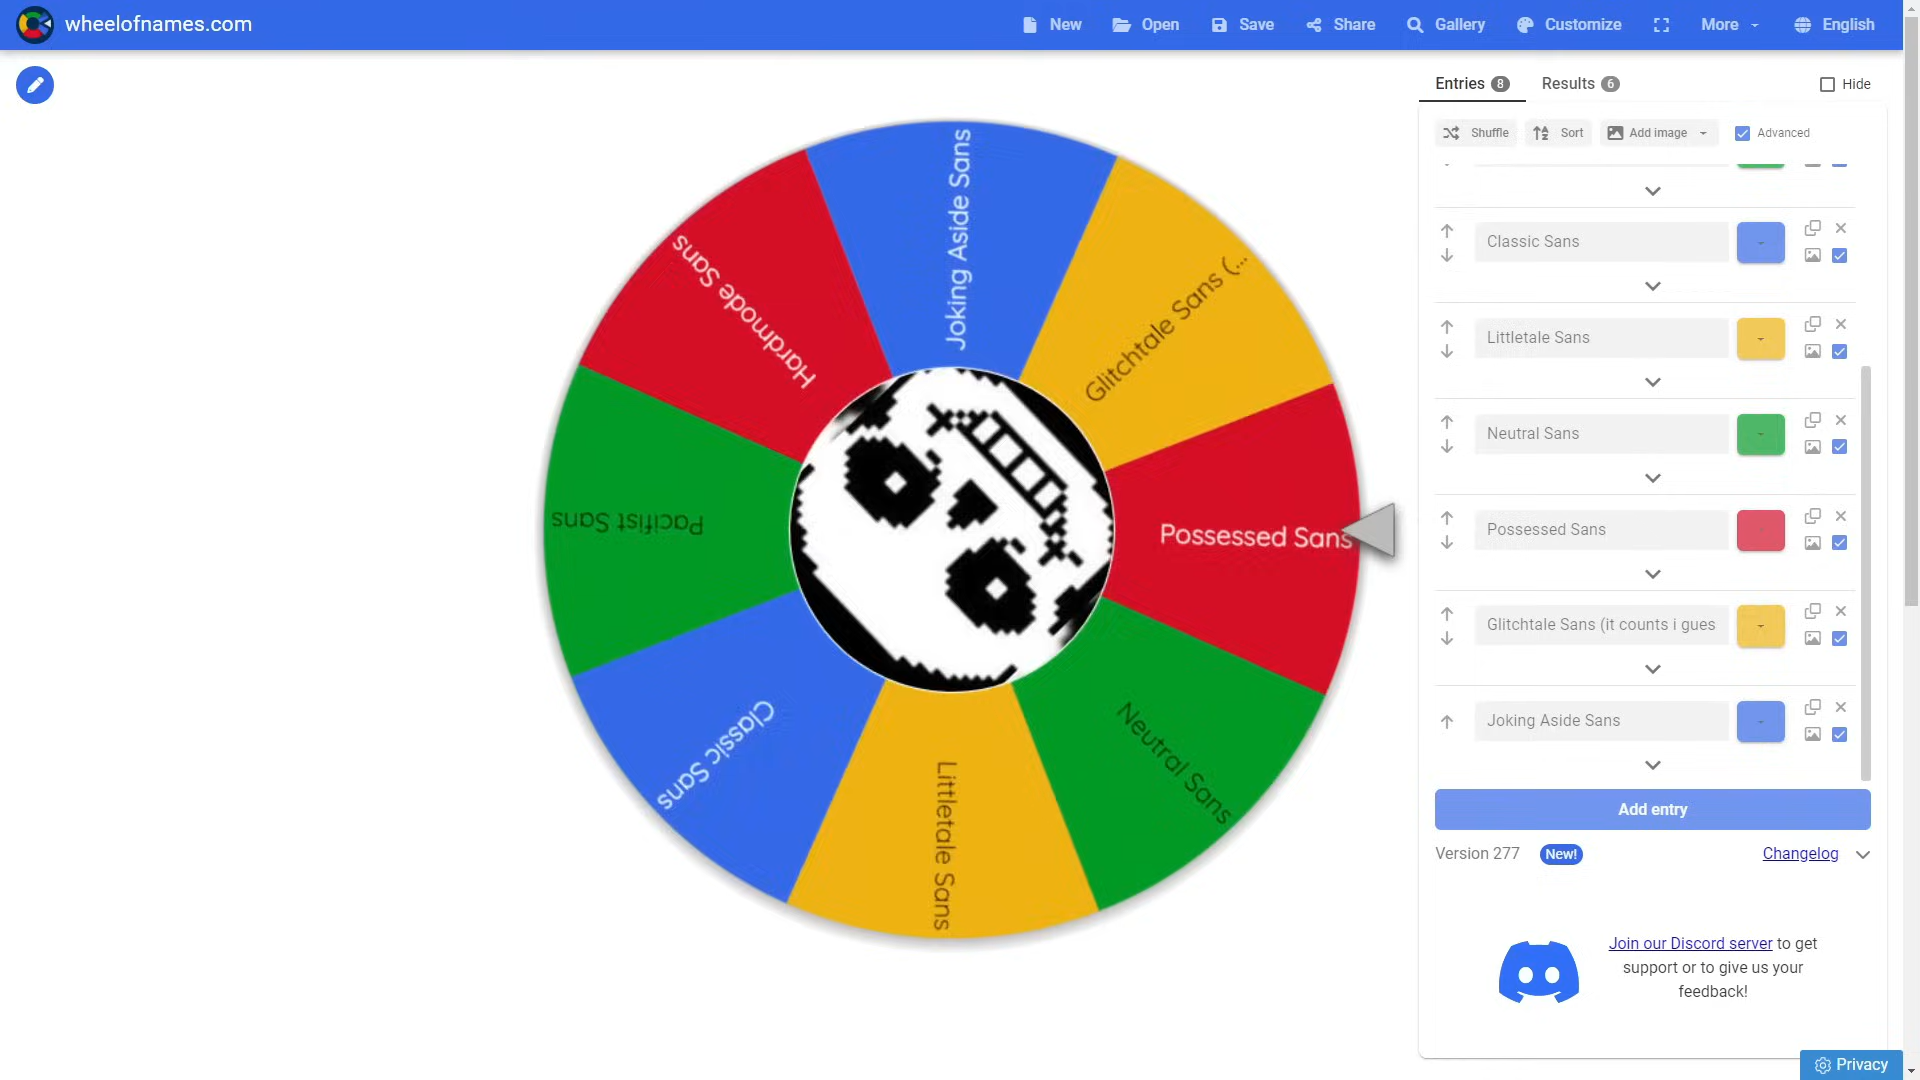 wheelofnames.com
New
Open
Save
Share
Gallery
Customize
More
English
Entries 8
Results 6
Hide
Shuffle
Sort
Add image
Advanced
Joking Aside Sans
Glitchtale Sans (...
Possessed Sans
Neutral Sans
Littletale Sans
Classic Sans
Pacifist Sans
Hardmode Sans
Classic Sans
Littletale Sans
Neutral Sans
Possessed Sans
Glitchtale Sans (it counts i gues
Joking Aside Sans
Add entry
Version 277
New!
Changelog
Join our Discord server to get
support or to give us your
feedback!
Privacy